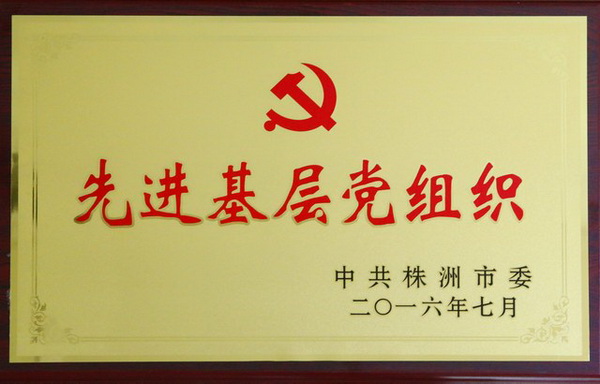 先进基层党组织
中共株洲市委
二〇一六年七月